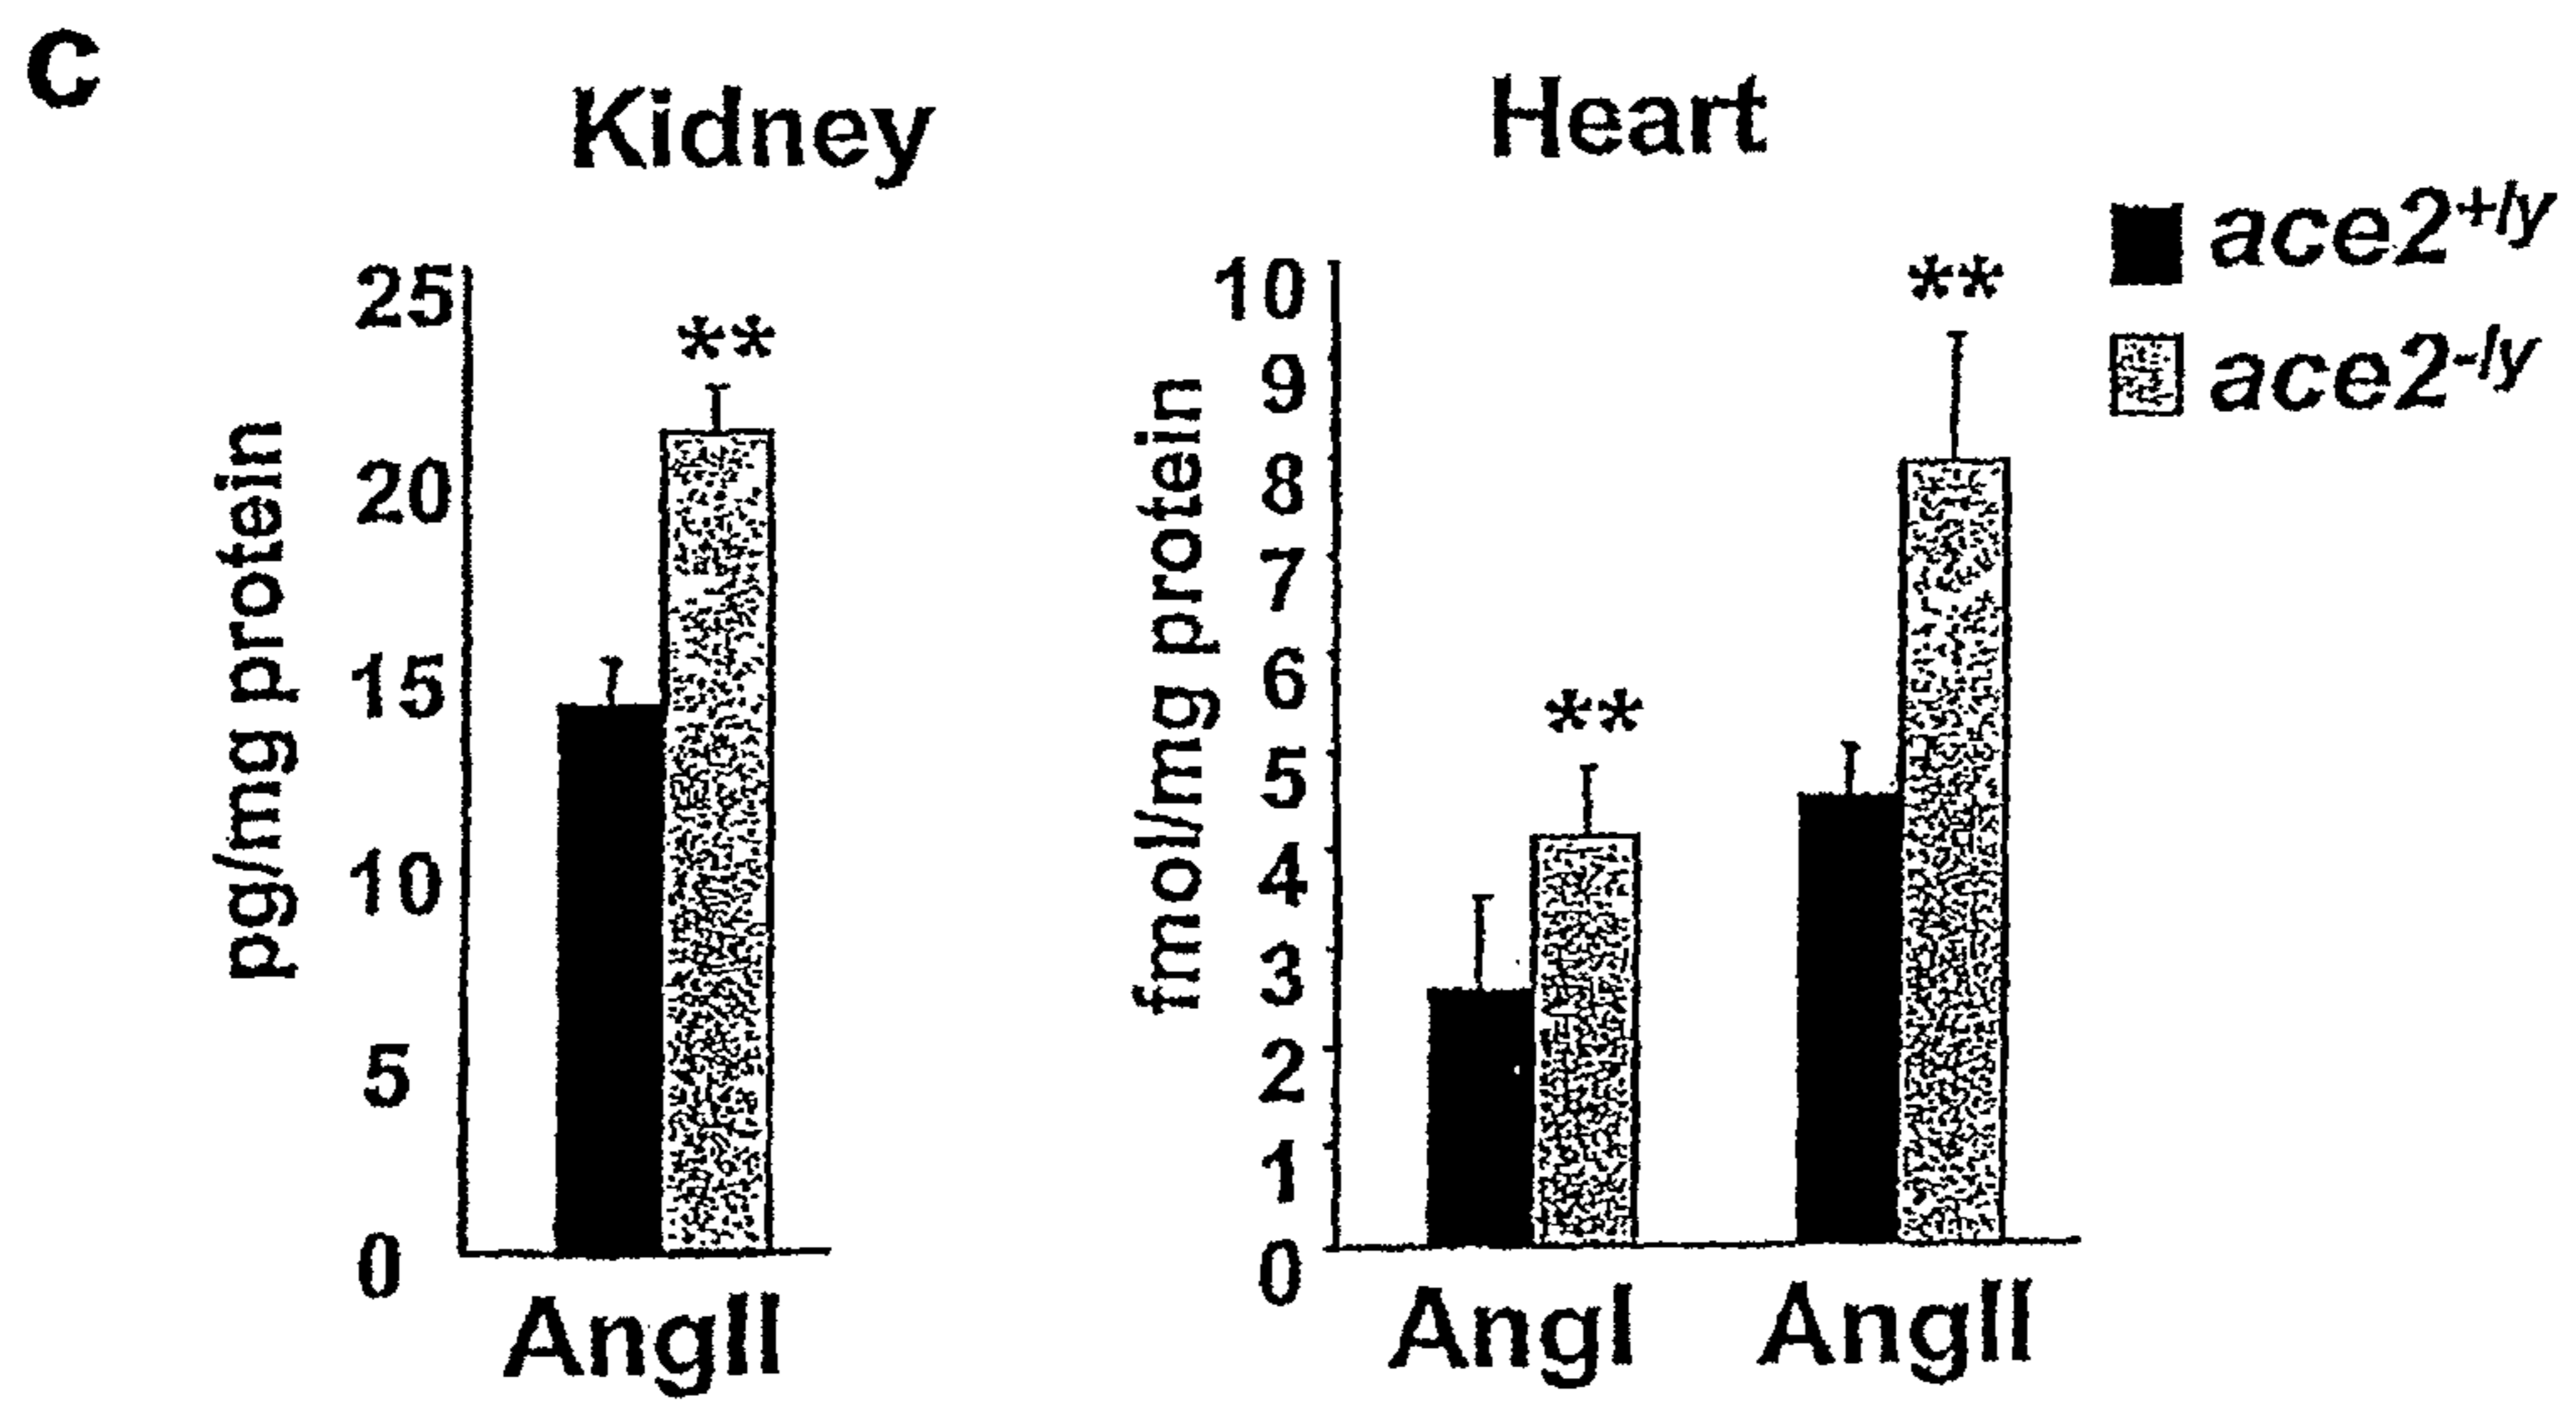 c
Kidney
Heart
ace2+/y
ace2-/y
**
**
**
pg/mg protein
25
20
15
10
5
0
AngII
fmol/mg protein
10
9
8
7
6
5
4
3
2
1
0
AngI
AngII